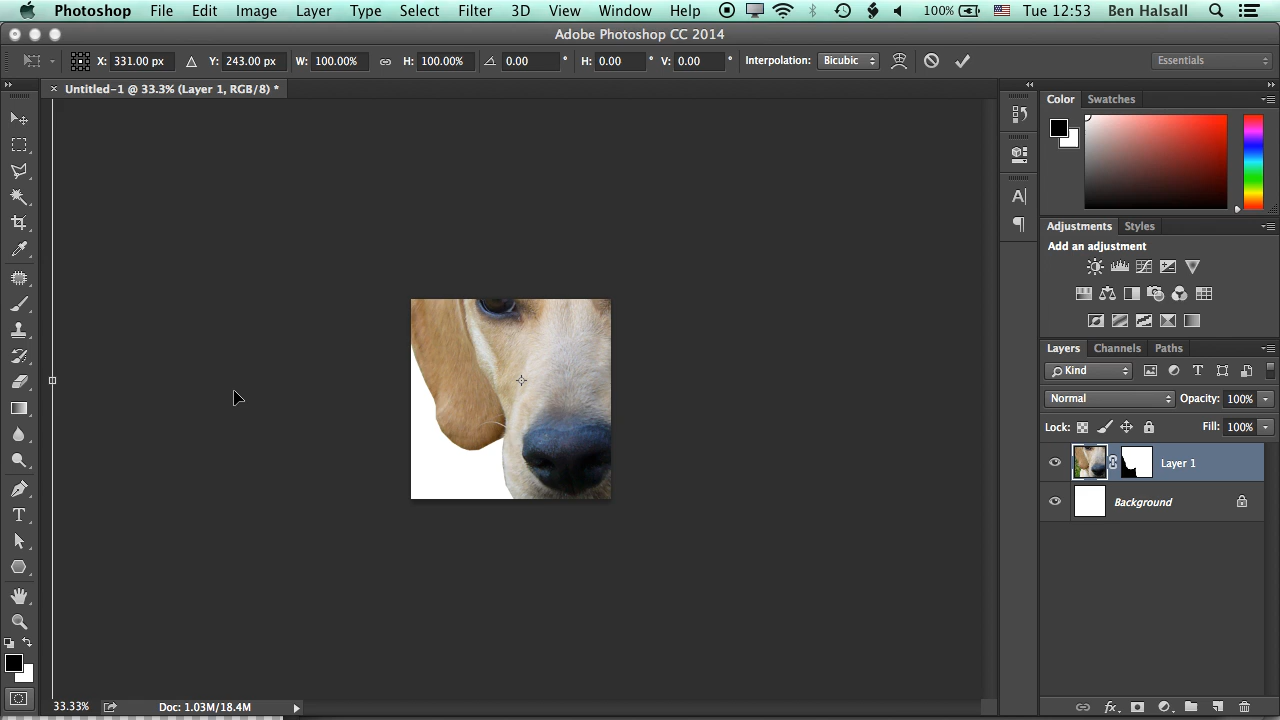 Photoshop File Edit Image Layer Type Select Filter 3D View Window Help 100% Tue 12:53 Ben Halsall
Adobe Photoshop CC 2014
X: 331.00 px Y: 243.00 px W: 100.00% H: 100.00% 0.00 ° H: 0.00 ° V: 0.00 ° Interpolation: Bicubic Essentials
× Untitled-1 @ 33.3% (Layer 1, RGB/8) *
Color Swatches
Adjustments Styles
Add an adjustment
Layers Channels Paths
Kind
Normal Opacity: 100%
Lock: Fill: 100%
Layer 1
Background
33.33% Doc: 1.03M/18.4M